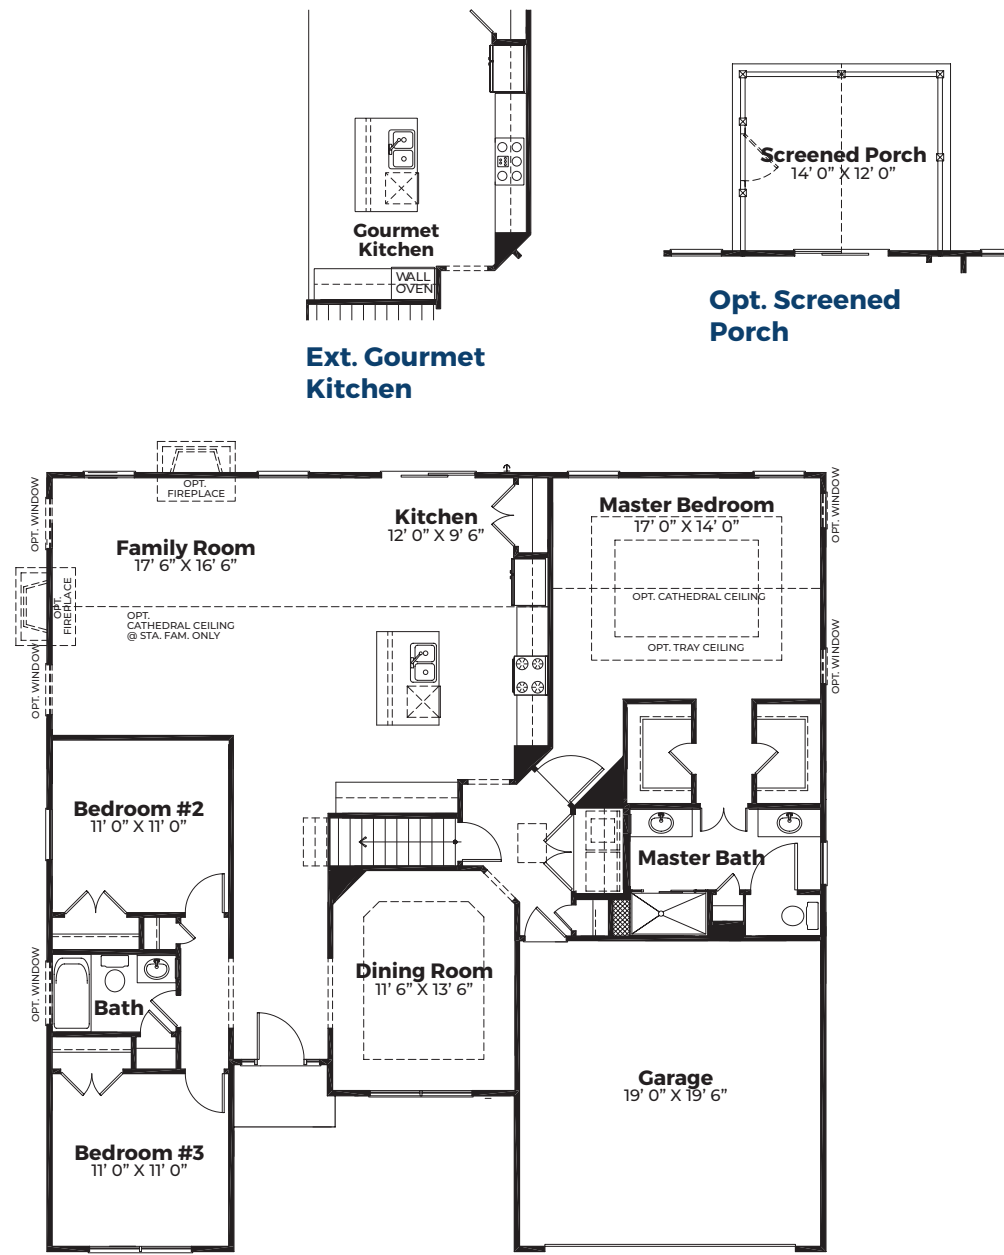 Gourmet
Kitchen
WALL
OVEN
Ext. Gourmet
Kitchen
Screened Porch
14’ 0” X 12’ 0”
Opt. Screened
Porch
OPT. WINDOW
OPT.
FIREPLACE
Kitchen
12’ 0” X 9’ 6”
Master Bedroom
17’ 0” X 14’ 0”
OPT. WINDOW
Family Room
17’ 6” X 16’ 6”
OPT.
FIREPLACE
OPT.
CATHEDRAL CEILING
@ STA. FAM. ONLY
OPT. CATHEDRAL CEILING
OPT. TRAY CEILING
OPT. WINDOW
OPT. WINDOW
Bedroom #2
11’ 0” X 11’ 0”
Master Bath
OPT. WINDOW
Bath
Dining Room
11’ 6” X 13’ 6”
Garage
19’ 0” X 19’ 6”
Bedroom #3
11’ 0” X 11’ 0”